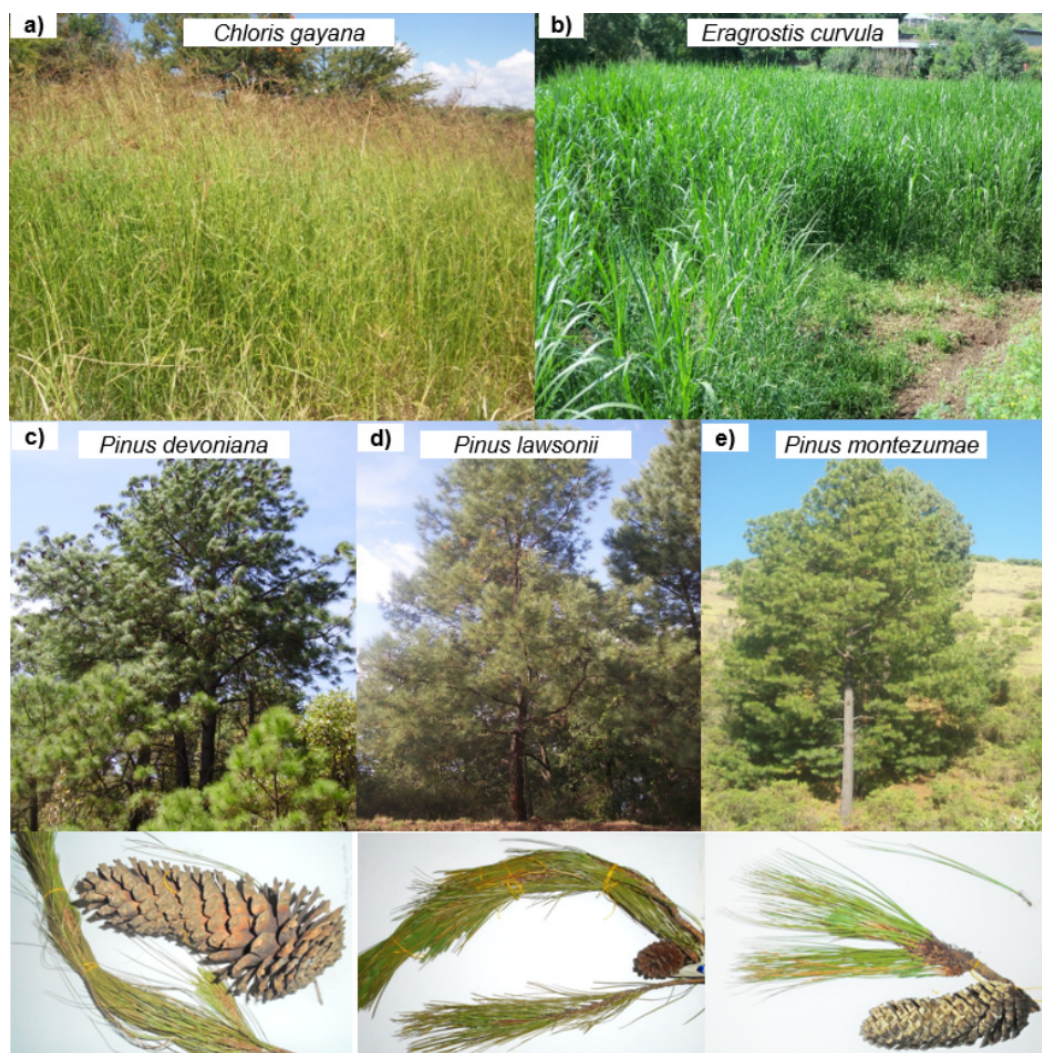 a)
Chloris gayana
b)
Eragrostis curvula
c)
Pinus devoniana
d)
Pinus lawsonii
e)
Pinus montezumae